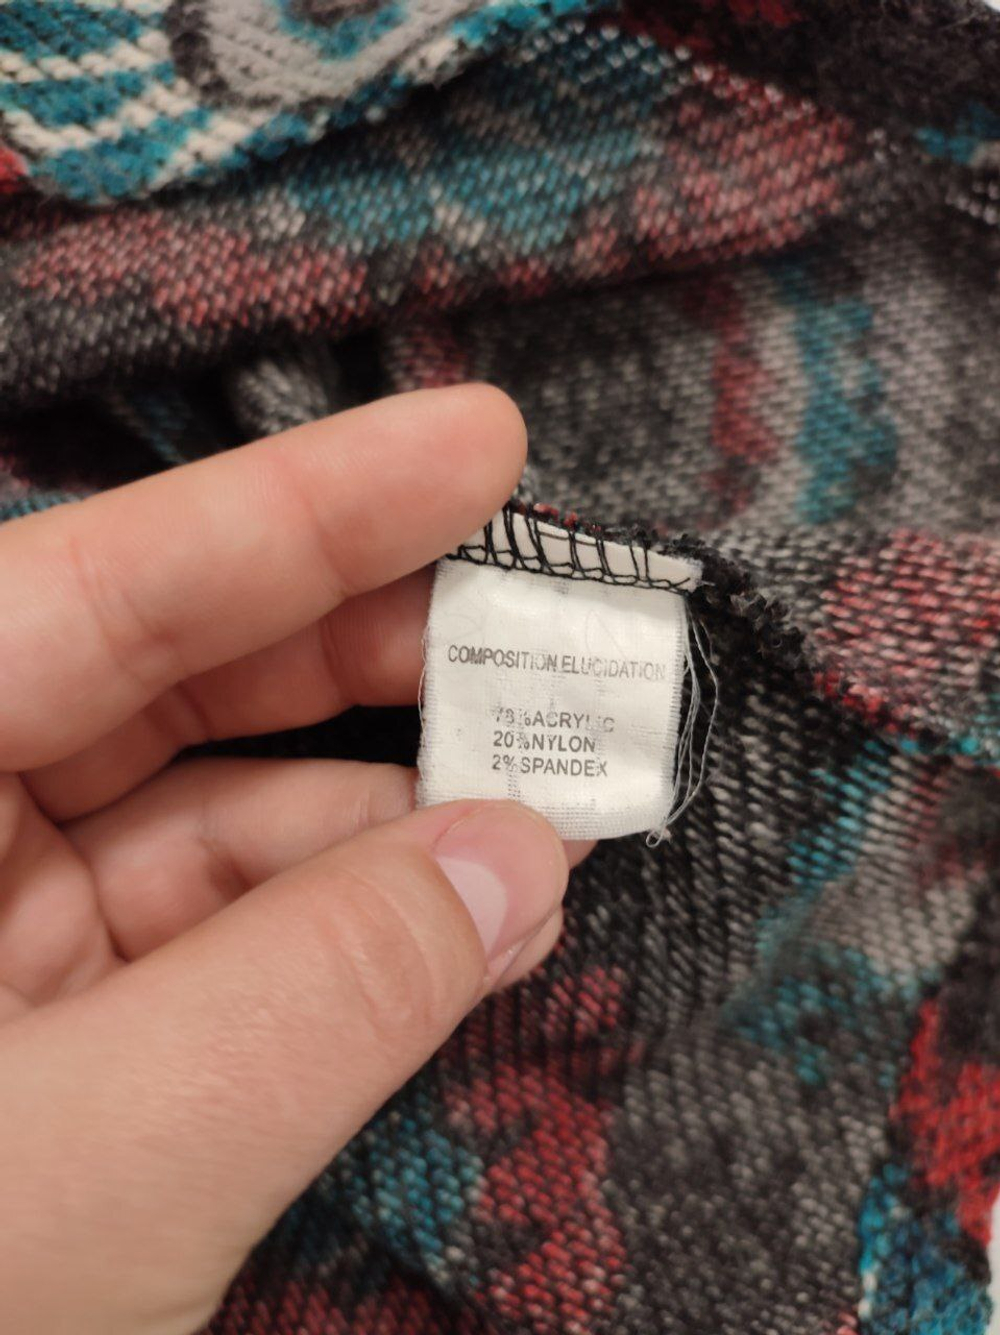 COMPOSITION ELUCIDATION
78%ACRYLIC
20%NYLON
2%SPANDEX